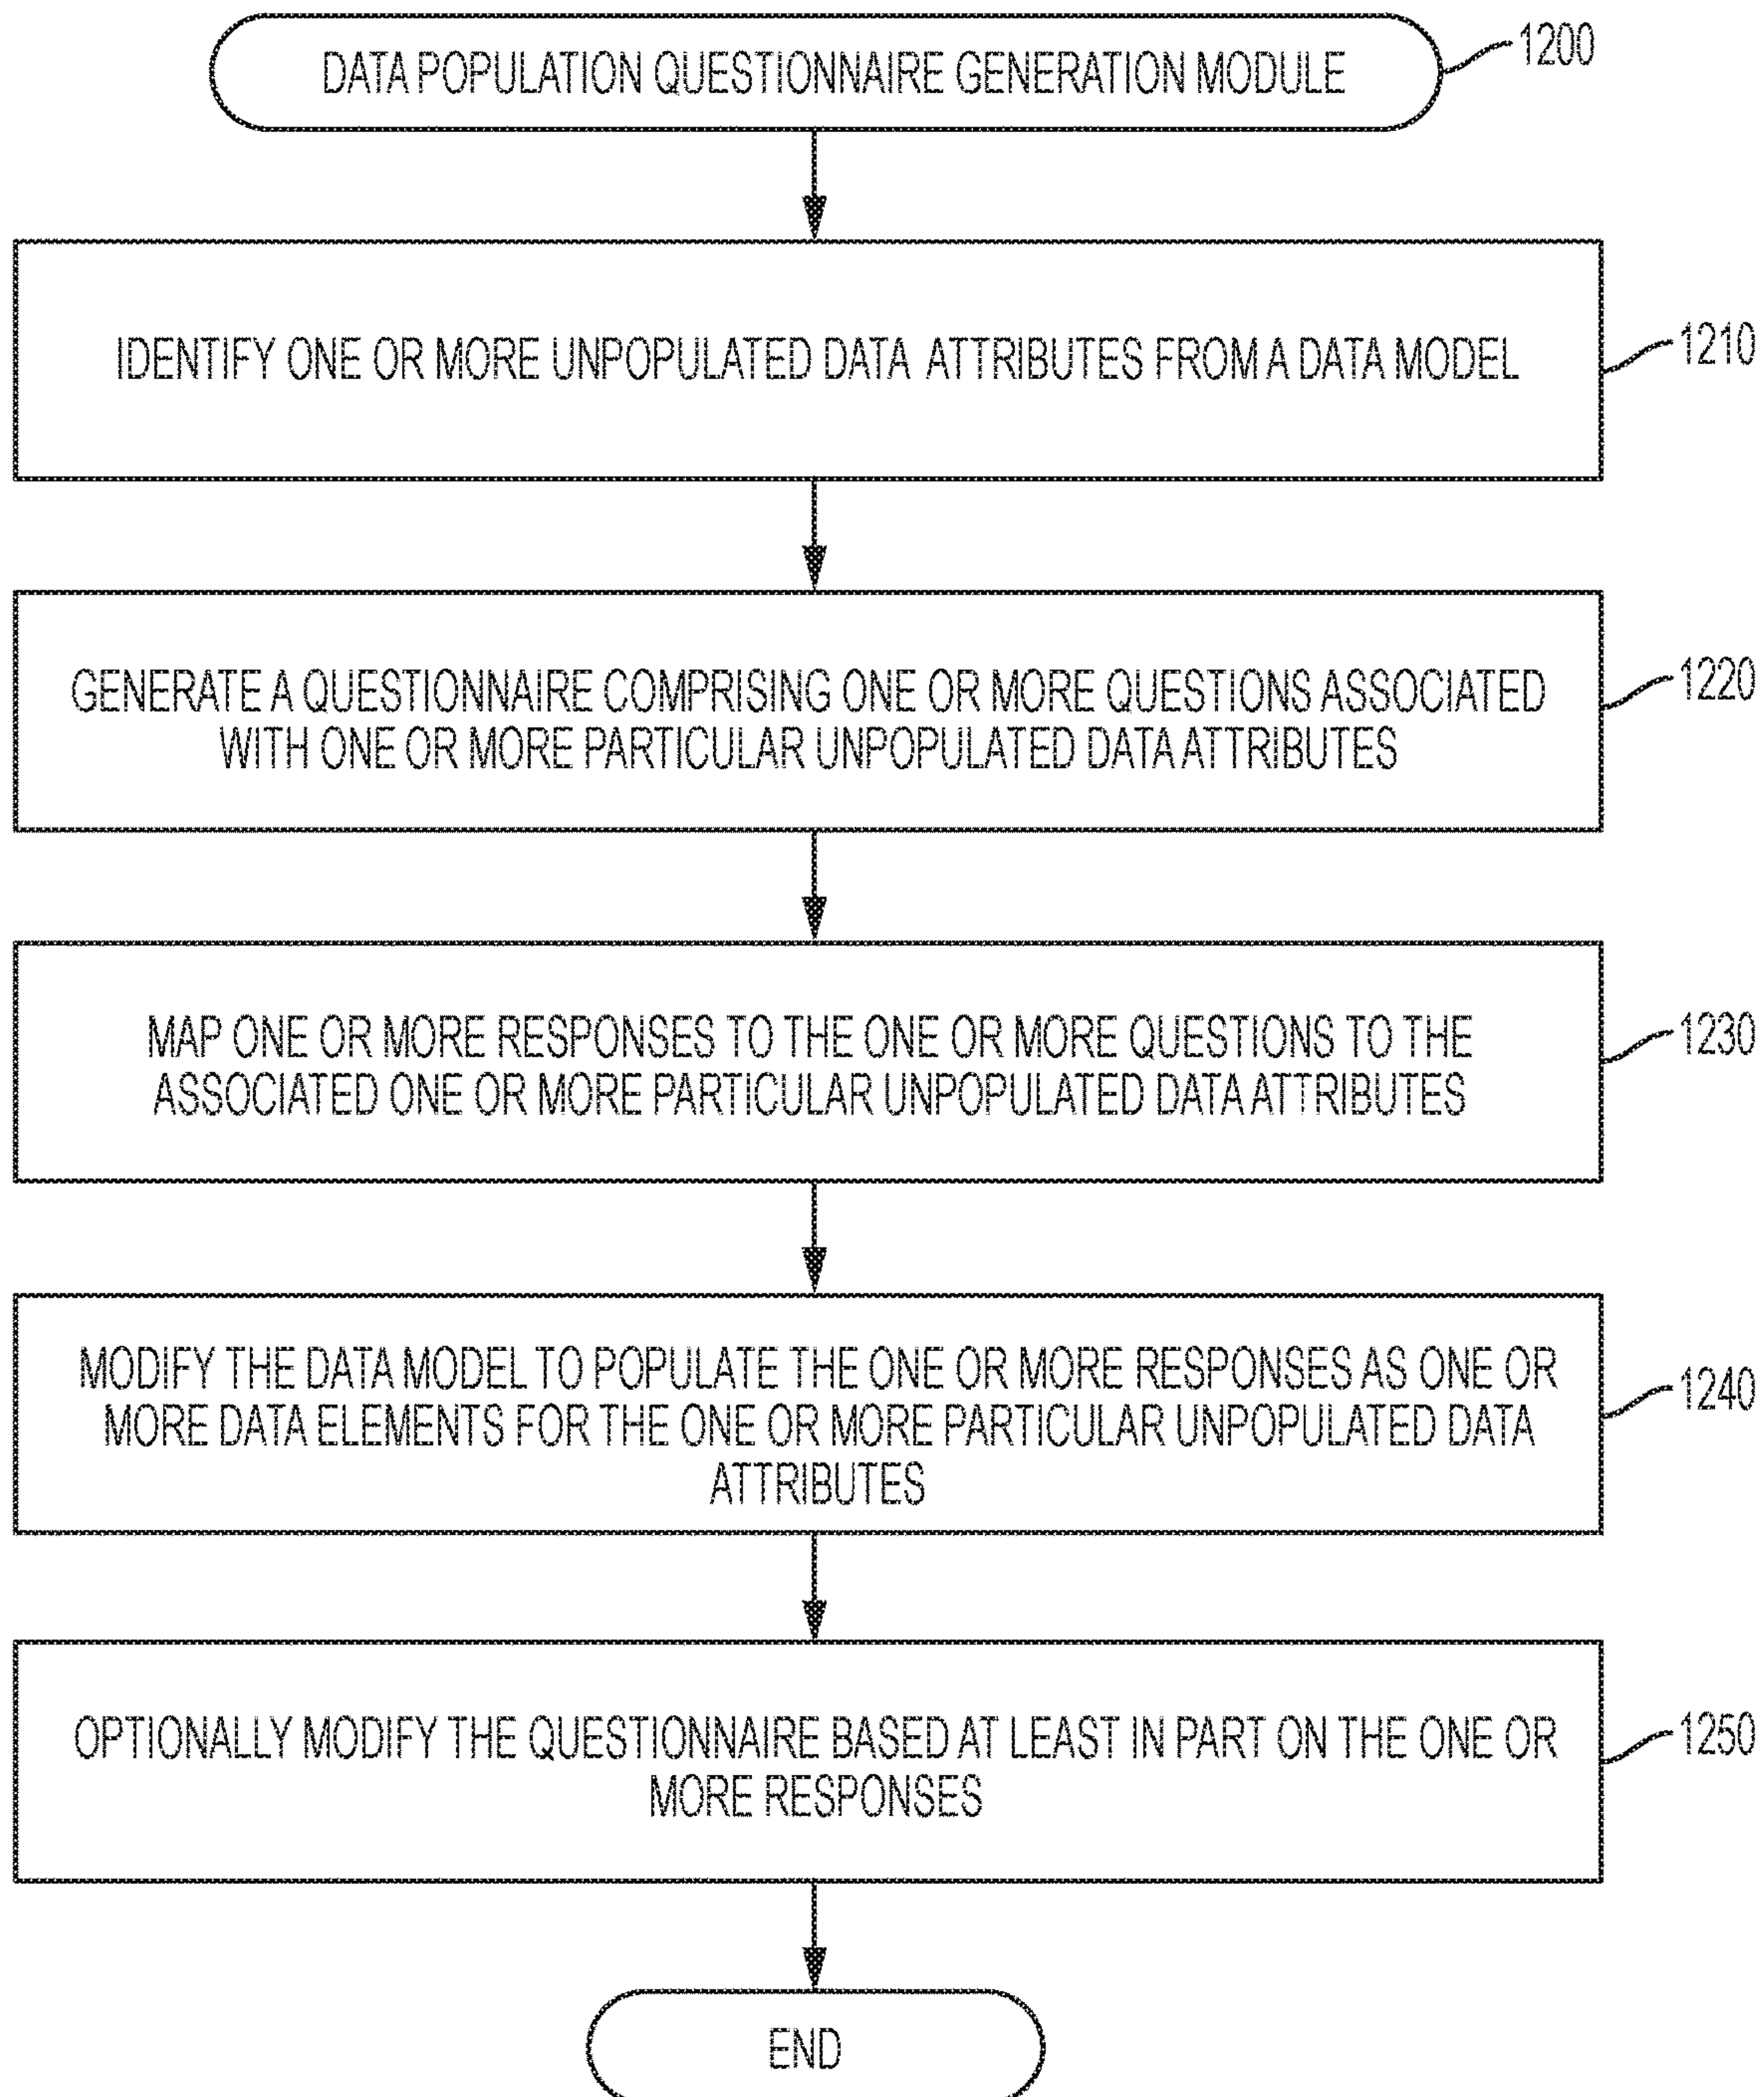 DATA POPULATION QUESTIONNAIRE GENERATION MODULE
1200
IDENTIFY ONE OR MORE UNPOPULATED DATA ATTRIBUTES FROM A DATA MODEL
1210
GENERATE A QUESTIONNAIRE COMPRISING ONE OR MORE QUESTIONS ASSOCIATED
WITH ONE OR MORE PARTICULAR UNPOPULATED DATA ATTRIBUTES
1220
MAP ONE OR MORE RESPONSES TO THE ONE OR MORE QUESTIONS TO THE
ASSOCIATED ONE OR MORE PARTICULAR UNPOPULATED DATA ATTRIBUTES
1230
MODIFY THE DATA MODEL TO POPULATE THE ONE OR MORE RESPONSES AS ONE OR
MORE DATA ELEMENTS FOR THE ONE OR MORE PARTICULAR UNPOPULATED DATA
ATTRIBUTES
1240
OPTIONALLY MODIFY THE QUESTIONNAIRE BASED AT LEAST IN PART ON THE ONE OR
MORE RESPONSES
1250
END